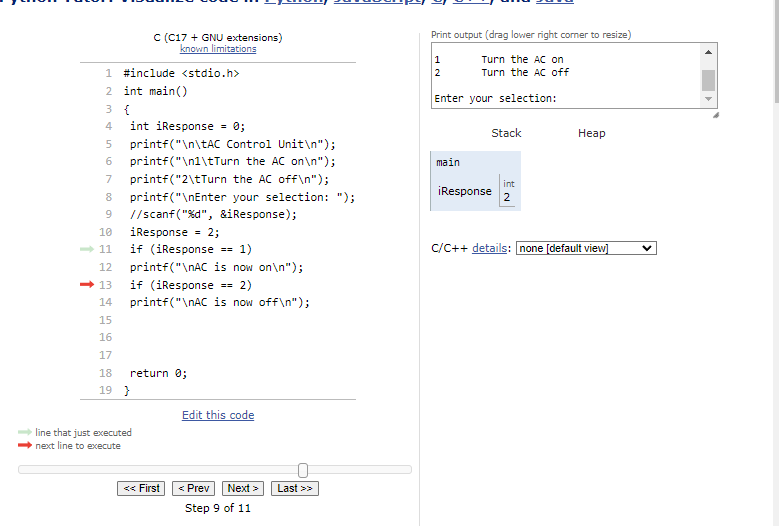 Python Tutor: Visualize code in Python, JavaScript, C, C++, and Java
C (C17 + GNU extensions)
known limitations
1 #include <stdio.h>
2 int main()
3 {
4 int iResponse = 0;
5 printf("\n\tAC Control Unit\n");
6 printf("\n1\tTurn the AC on\n");
7 printf("2\tTurn the AC off\n");
8 printf("\nEnter your selection: ");
9 //scanf("%d", &iResponse);
10 iResponse = 2;
11 if (iResponse == 1)
12 printf("\nAC is now on\n");
13 if (iResponse == 2)
14 printf("\nAC is now off\n");
15
16
17
18 return 0;
19 }
Edit this code
line that just executed
next line to execute
<< First < Prev Next > Last >>
Step 9 of 11
Print output (drag lower right corner to resize)
1 Turn the AC on
2 Turn the AC off
Enter your selection:
Stack Heap
main
iResponse int
2
C/C++ details: none [default view]